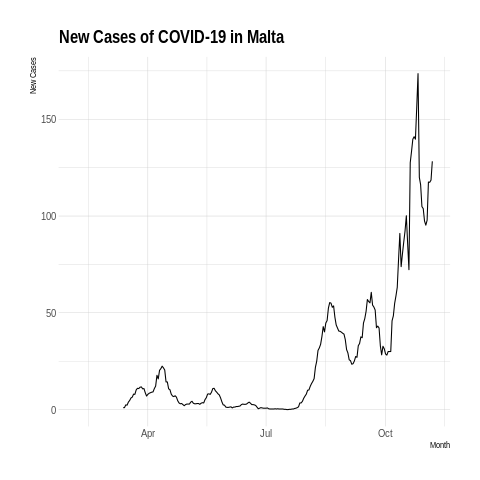 New Cases of COVID-19 in Malta
New Cases
150
100
50
0
Apr
Jul
Oct
Month